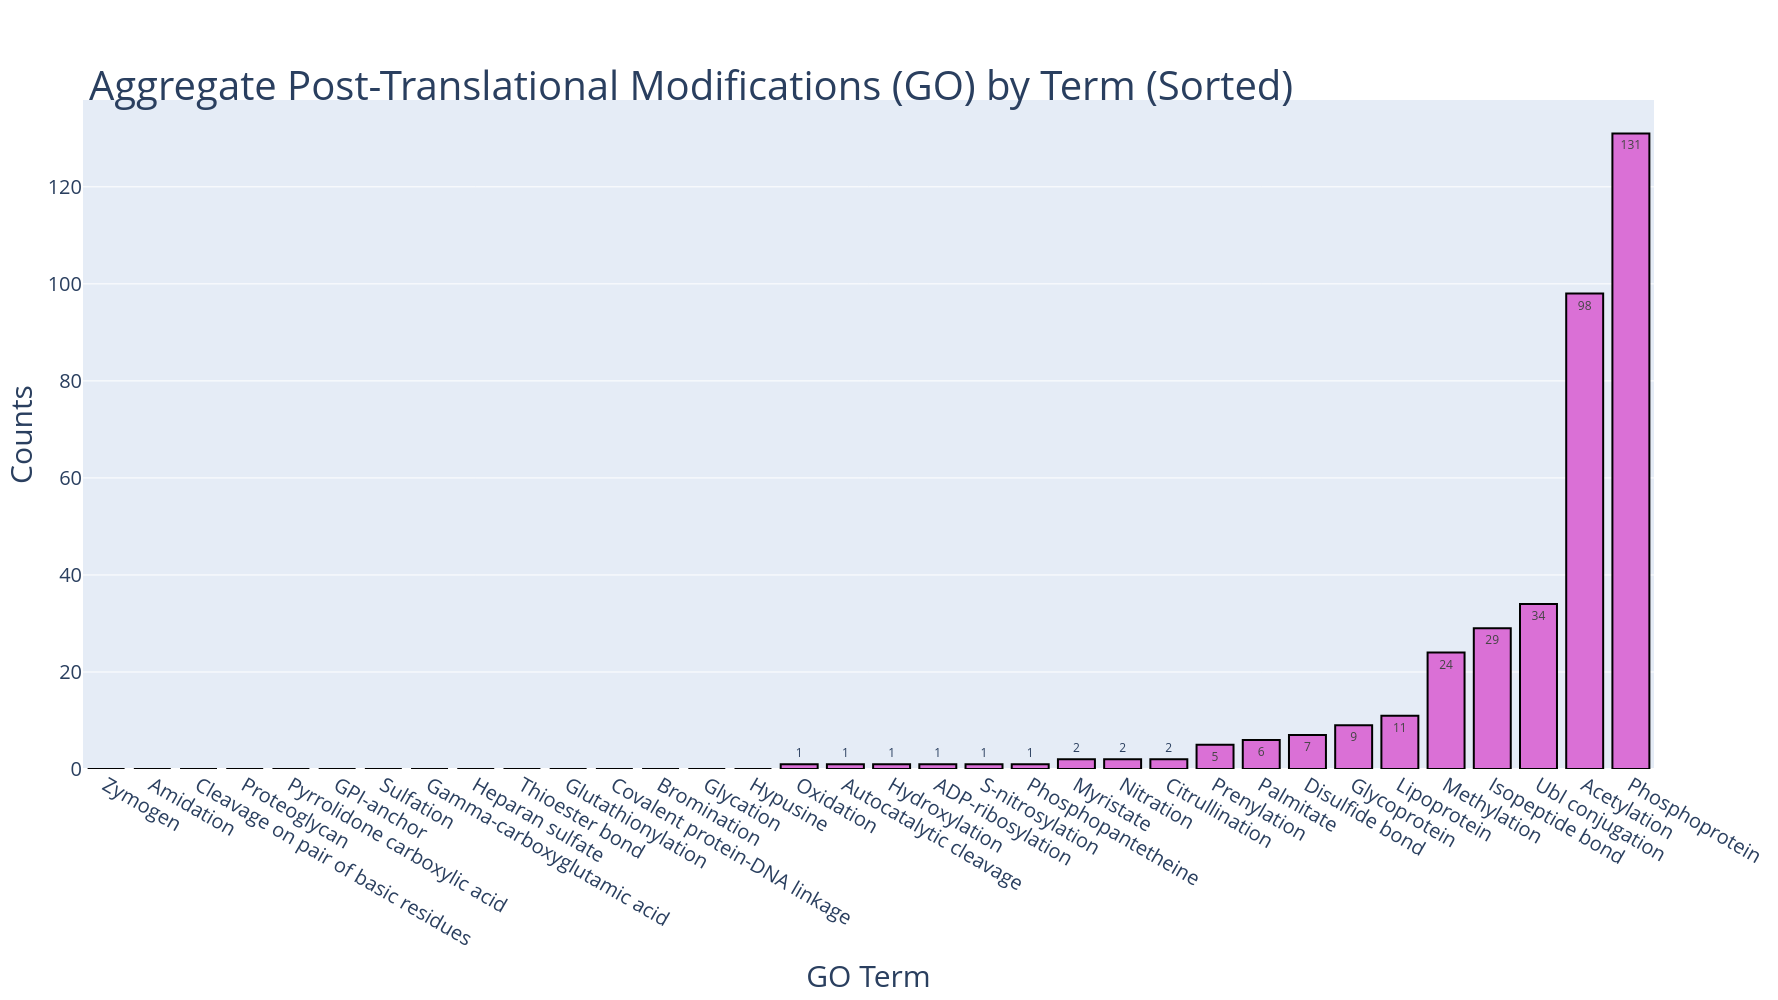 Aggregate Post-Translational Modifications (GO) by Term (Sorted)
Counts
120
100
80
60
40
20
0
1
1
1
1
1
1
2
2
2
5
6
7
9
11
24
29
34
98
131
Zymogen
Amidation
Cleavage on pair of basic residues
Proteoglycan
Pyrrolidone carboxylic acid
GPI-anchor
Sulfation
Gamma-carboxyglutamic acid
Heparan sulfate
Thioester bond
Glutathionylation
Covalent protein-DNA linkage
Bromination
Glycation
Hypusine
Oxidation
Autocatalytic cleavage
Hydroxylation
ADP-ribosylation
S-nitrosylation
Phosphopantetheine
Myristate
Nitration
Citrullination
Prenylation
Palmitate
Disulfide bond
Glycoprotein
Lipoprotein
Methylation
Isopeptide bond
Ubl conjugation
Acetylation
Phosphoprotein
GO Term